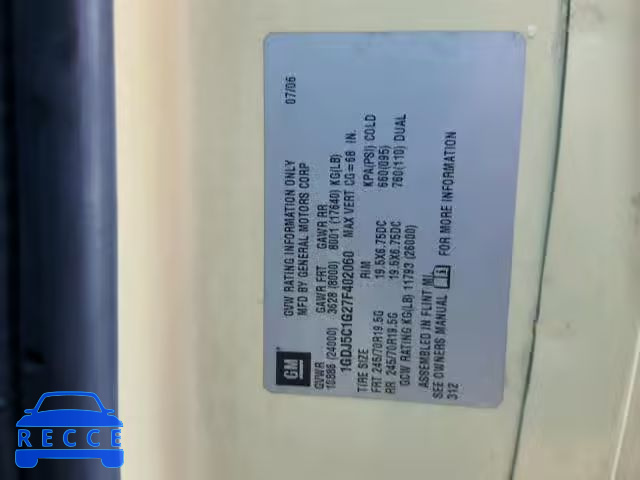 GM
GVW RATING INFORMATION ONLY 07/06
MFD BY GENERAL MOTORS CORP
GVWR GAWR FRT GAWR RR
10886 (24000) 3628 (8000) 8001 (17640) KG(LB)
1GDJ5C1G27F402060 MAX VERT CG=68 IN.
TIRE SIZE RIM KPA(PSI) COLD
FRT 245/70R19.5G 19.5X6.75DC 660(095)
RR 245/70R19.5G 19.5X6.75DC 760(110) DUAL
GCW RATING KG(LB) 11793 (26000)
ASSEMBLED IN FLINT MI.
SEE OWNERS MANUAL FOR MORE INFORMATION
312
RECCE